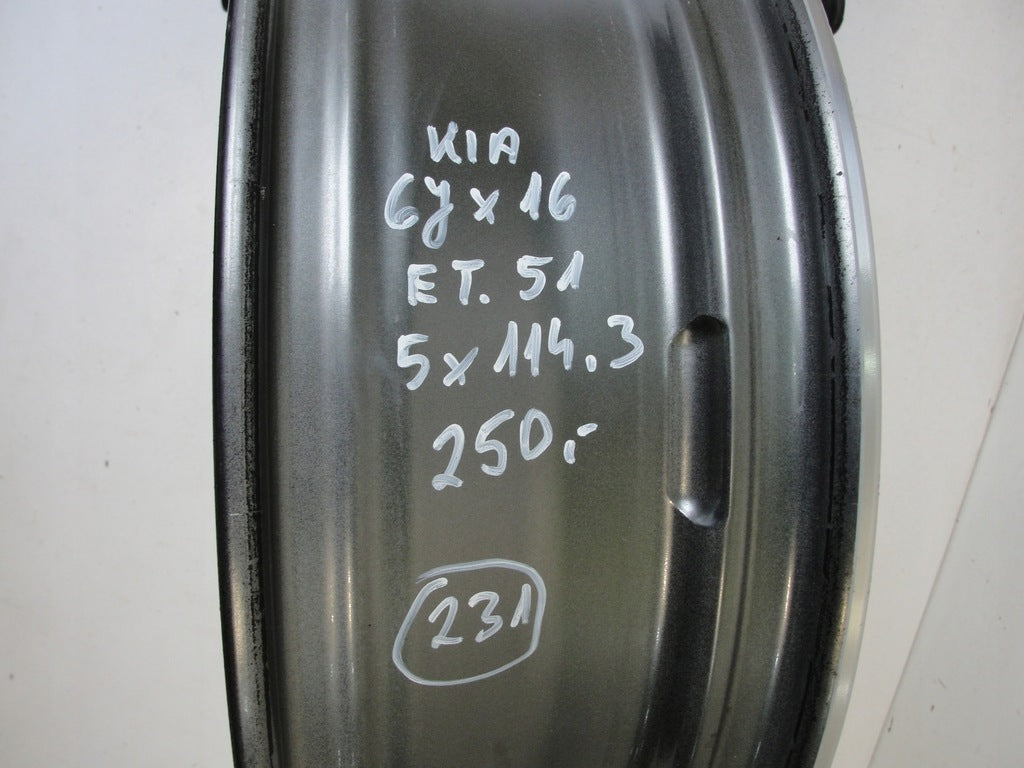 KIA
6J x 16
ET. 51
5 x 114.3
250,-
231